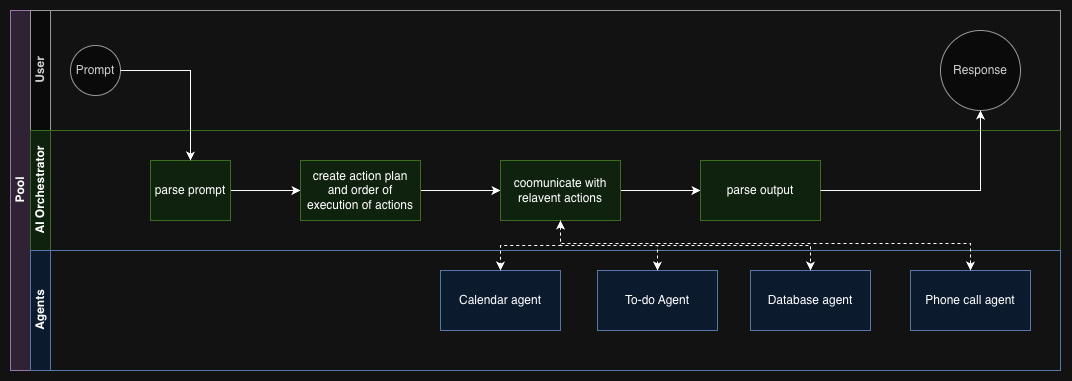 Pool
User
Prompt
Response
AI Orchestrator
parse prompt
create action plan
and order of
execution of actions
coomunicate with
relavent actions
parse output
Agents
Calendar agent
To-do Agent
Database agent
Phone call agent